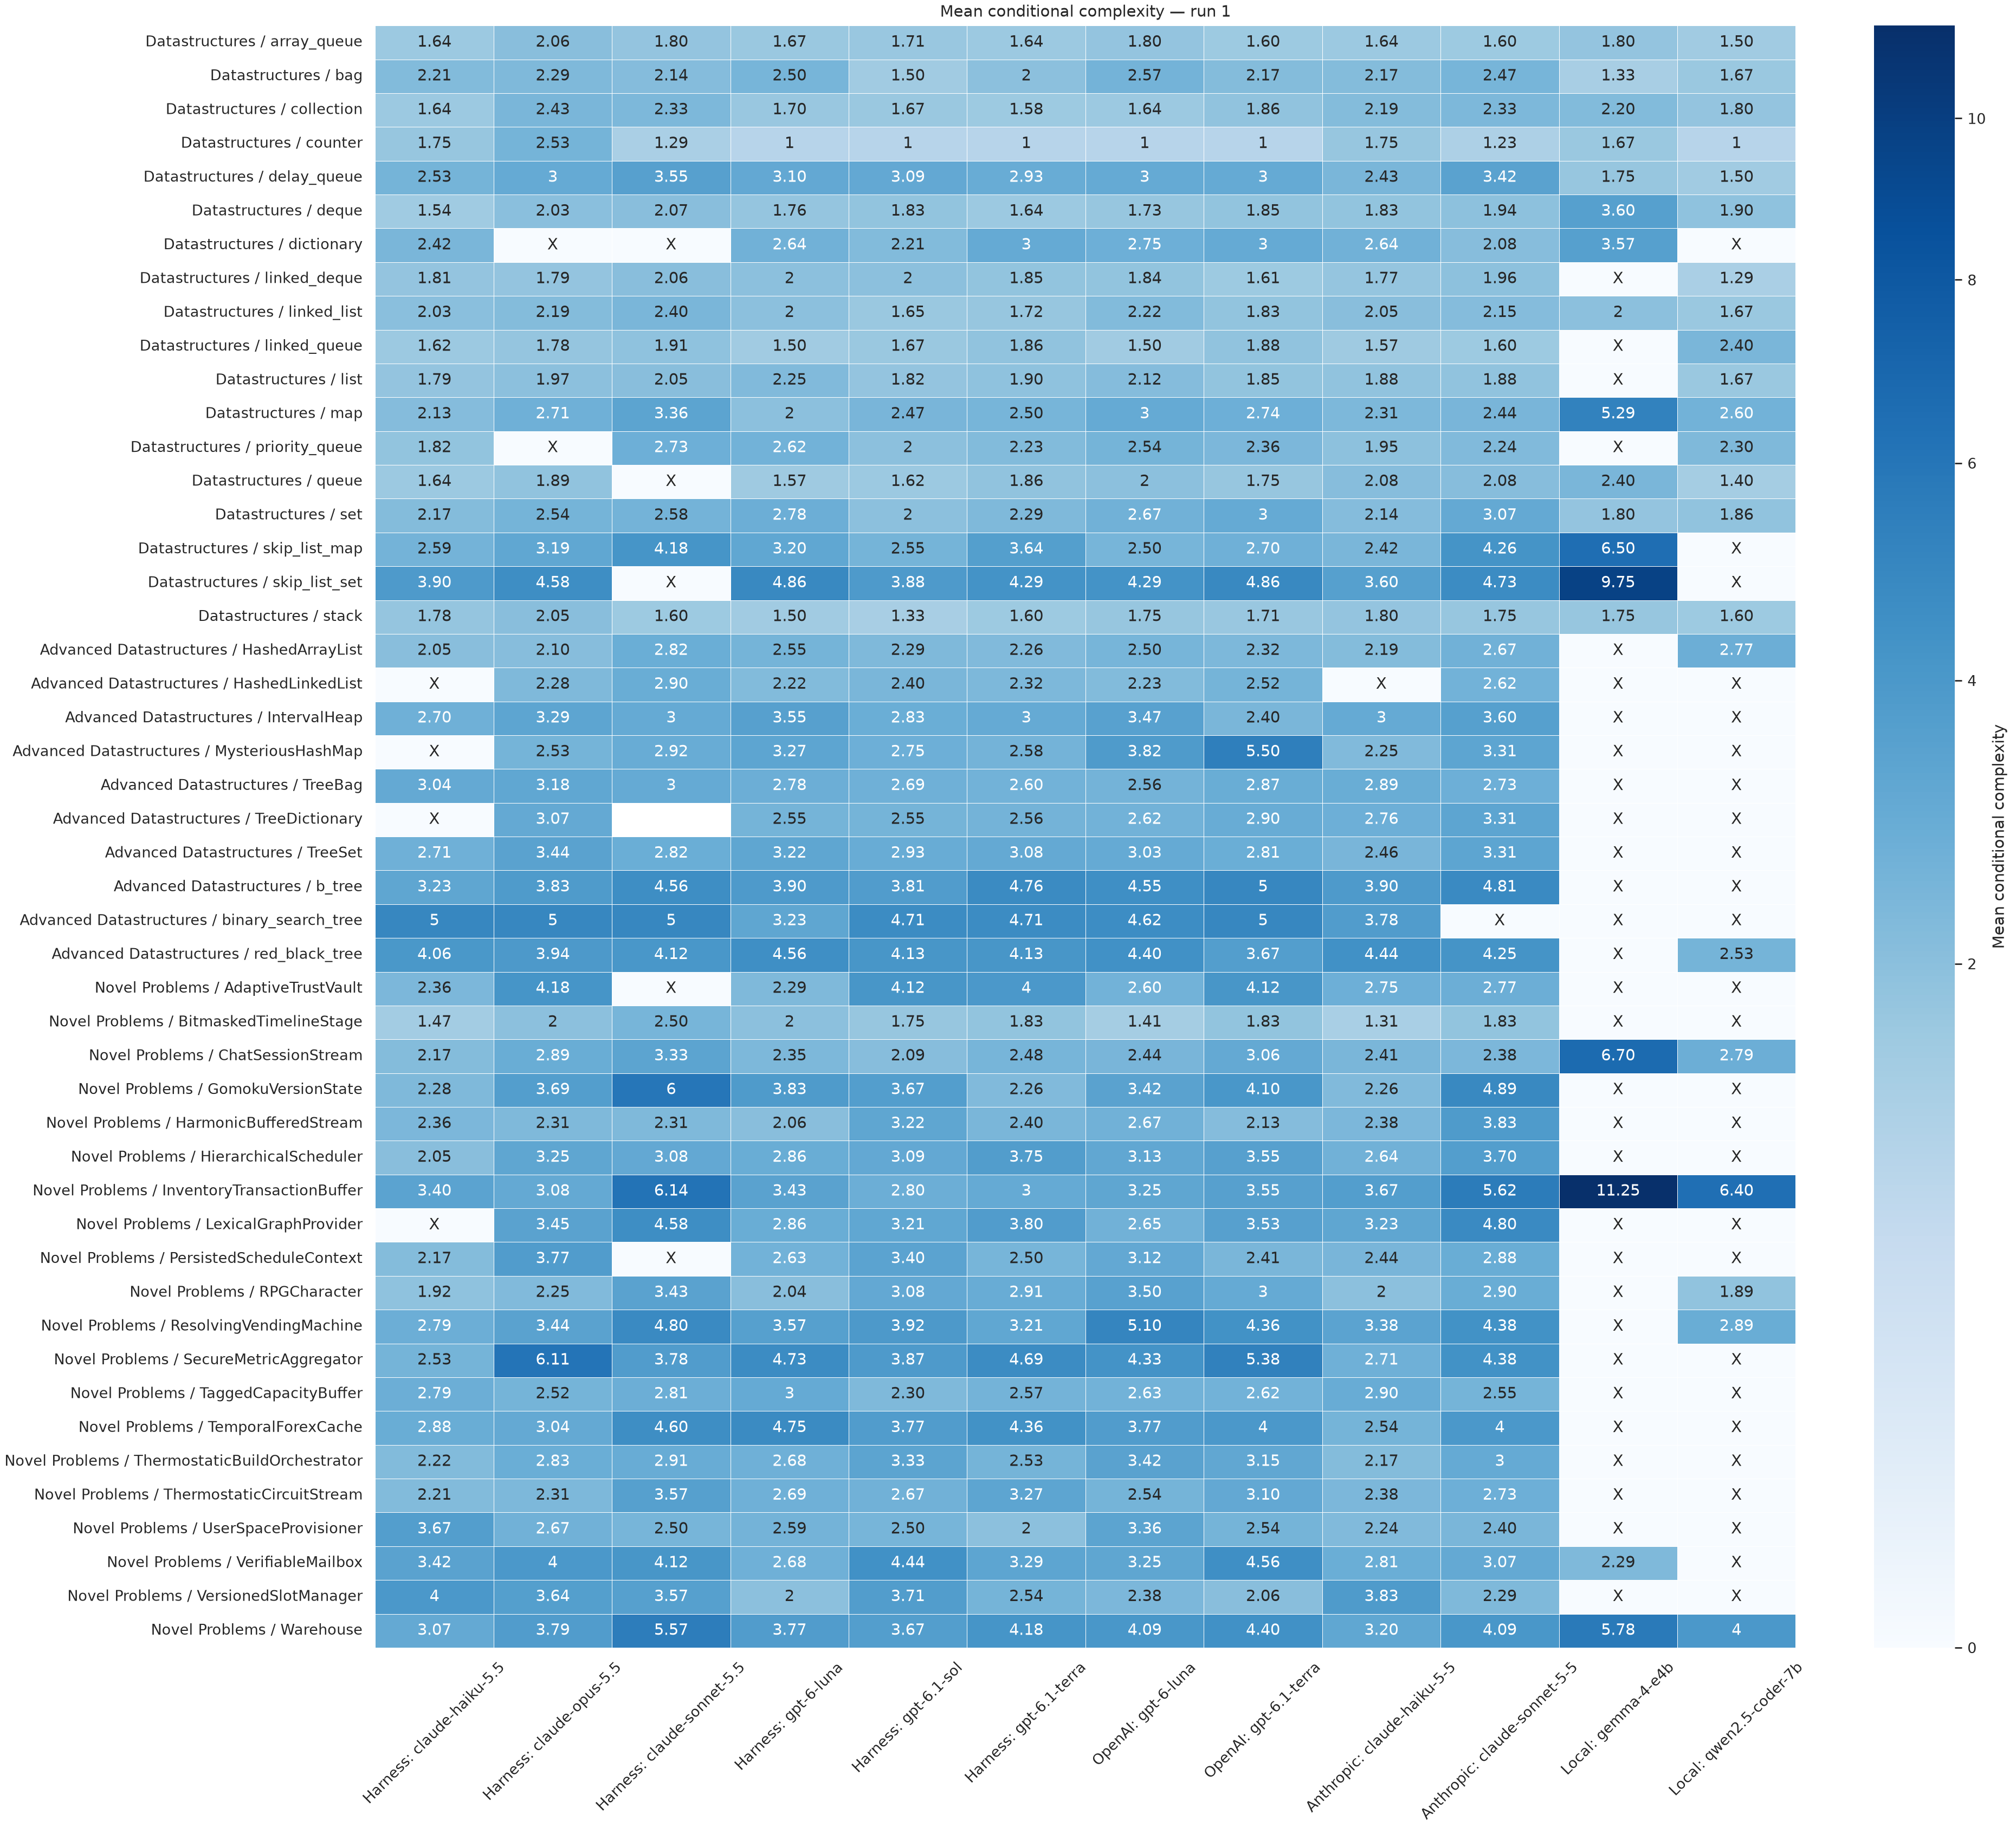 Mean conditional complexity — run 1
Datastructures / array_queue 1.64 2.06 1.80 1.67 1.71 1.64 1.80 1.60 1.64 1.60 1.80 1.50
Datastructures / bag 2.21 2.29 2.14 2.50 1.50 2 2.57 2.17 2.17 2.47 1.33 1.67
Datastructures / collection 1.64 2.43 2.33 1.70 1.67 1.58 1.64 1.86 2.19 2.33 2.20 1.80
Datastructures / counter 1.75 2.53 1.29 1 1 1 1 1 1.75 1.23 1.67 1
Datastructures / delay_queue 2.53 3 3.55 3.10 3.09 2.93 3 3 2.43 3.42 1.75 1.50
Datastructures / deque 1.54 2.03 2.07 1.76 1.83 1.64 1.73 1.85 1.83 1.94 3.60 1.90
Datastructures / dictionary 2.42 X X 2.64 2.21 3 2.75 3 2.64 2.08 3.57 X
Datastructures / linked_deque 1.81 1.79 2.06 2 2 1.85 1.84 1.61 1.77 1.96 X 1.29
Datastructures / linked_list 2.03 2.19 2.40 2 1.65 1.72 2.22 1.83 2.05 2.15 2 1.67
Datastructures / linked_queue 1.62 1.78 1.91 1.50 1.67 1.86 1.50 1.88 1.57 1.60 X 2.40
Datastructures / list 1.79 1.97 2.05 2.25 1.82 1.90 2.12 1.85 1.88 1.88 X 1.67
Datastructures / map 2.13 2.71 3.36 2 2.47 2.50 3 2.74 2.31 2.44 5.29 2.60
Datastructures / priority_queue 1.82 X 2.73 2.62 2 2.23 2.54 2.36 1.95 2.24 X 2.30
Datastructures / queue 1.64 1.89 X 1.57 1.62 1.86 2 1.75 2.08 2.08 2.40 1.40
Datastructures / set 2.17 2.54 2.58 2.78 2 2.29 2.67 3 2.14 3.07 1.80 1.86
Datastructures / skip_list_map 2.59 3.19 4.18 3.20 2.55 3.64 2.50 2.70 2.42 4.26 6.50 X
Datastructures / skip_list_set 3.90 4.58 X 4.86 3.88 4.29 4.29 4.86 3.60 4.73 9.75 X
Datastructures / stack 1.78 2.05 1.60 1.50 1.33 1.60 1.75 1.71 1.80 1.75 1.75 1.60
Advanced Datastructures / HashedArrayList 2.05 2.10 2.82 2.55 2.29 2.26 2.50 2.32 2.19 2.67 X 2.77
Advanced Datastructures / HashedLinkedList X 2.28 2.90 2.22 2.40 2.32 2.23 2.52 X 2.62 X X
Advanced Datastructures / IntervalHeap 2.70 3.29 3 3.55 2.83 3 3.47 2.40 3 3.60 X X
Advanced Datastructures / MysteriousHashMap X 2.53 2.92 3.27 2.75 2.58 3.82 5.50 2.25 3.31 X X
Advanced Datastructures / TreeBag 3.04 3.18 3 2.78 2.69 2.60 2.56 2.87 2.89 2.73 X X
Advanced Datastructures / TreeDictionary X 3.07 2.55 2.55 2.56 2.62 2.90 2.76 3.31 X X
Advanced Datastructures / TreeSet 2.71 3.44 2.82 3.22 2.93 3.08 3.03 2.81 2.46 3.31 X X
Advanced Datastructures / b_tree 3.23 3.83 4.56 3.90 3.81 4.76 4.55 5 3.90 4.81 X X
Advanced Datastructures / binary_search_tree 5 5 5 3.23 4.71 4.71 4.62 5 3.78 X X X
Advanced Datastructures / red_black_tree 4.06 3.94 4.12 4.56 4.13 4.13 4.40 3.67 4.44 4.25 X 2.53
Novel Problems / AdaptiveTrustVault 2.36 4.18 X 2.29 4.12 4 2.60 4.12 2.75 2.77 X X
Novel Problems / BitmaskedTimelineStage 1.47 2 2.50 2 1.75 1.83 1.41 1.83 1.31 1.83 X X
Novel Problems / ChatSessionStream 2.17 2.89 3.33 2.35 2.09 2.48 2.44 3.06 2.41 2.38 6.70 2.79
Novel Problems / GomokuVersionState 2.28 3.69 6 3.83 3.67 2.26 3.42 4.10 2.26 4.89 X X
Novel Problems / HarmonicBufferedStream 2.36 2.31 2.31 2.06 3.22 2.40 2.67 2.13 2.38 3.83 X X
Novel Problems / HierarchicalScheduler 2.05 3.25 3.08 2.86 3.09 3.75 3.13 3.55 2.64 3.70 X X
Novel Problems / InventoryTransactionBuffer 3.40 3.08 6.14 3.43 2.80 3 3.25 3.55 3.67 5.62 11.25 6.40
Novel Problems / LexicalGraphProvider X 3.45 4.58 2.86 3.21 3.80 2.65 3.53 3.23 4.80 X X
Novel Problems / PersistedScheduleContext 2.17 3.77 X 2.63 3.40 2.50 3.12 2.41 2.44 2.88 X X
Novel Problems / RPGCharacter 1.92 2.25 3.43 2.04 3.08 2.91 3.50 3 2 2.90 X 1.89
Novel Problems / ResolvingVendingMachine 2.79 3.44 4.80 3.57 3.92 3.21 5.10 4.36 3.38 4.38 X 2.89
Novel Problems / SecureMetricAggregator 2.53 6.11 3.78 4.73 3.87 4.69 4.33 5.38 2.71 4.38 X X
Novel Problems / TaggedCapacityBuffer 2.79 2.52 2.81 3 2.30 2.57 2.63 2.62 2.90 2.55 X X
Novel Problems / TemporalForexCache 2.88 3.04 4.60 4.75 3.77 4.36 3.77 4 2.54 4 X X
Novel Problems / ThermostaticBuildOrchestrator 2.22 2.83 2.91 2.68 3.33 2.53 3.42 3.15 2.17 3 X X
Novel Problems / ThermostaticCircuitStream 2.21 2.31 3.57 2.69 2.67 3.27 2.54 3.10 2.38 2.73 X X
Novel Problems / UserSpaceProvisioner 3.67 2.67 2.50 2.59 2.50 2 3.36 2.54 2.24 2.40 X X
Novel Problems / VerifiableMailbox 3.42 4 4.12 2.68 4.44 3.29 3.25 4.56 2.81 3.07 2.29 X
Novel Problems / VersionedSlotManager 4 3.64 3.57 2 3.71 2.54 2.38 2.06 3.83 2.29 X X
Novel Problems / Warehouse 3.07 3.79 5.57 3.77 3.67 4.18 4.09 4.40 3.20 4.09 5.78 4
Harness: claude-haiku-5.5
Harness: claude-opus-5.5
Harness: claude-sonnet-5.5
Harness: gpt-6-luna
Harness: gpt-6.1-sol
Harness: gpt-6.1-terra
OpenAI: gpt-6-luna
OpenAI: gpt-6.1-terra
Anthropic: claude-haiku-5-5
Anthropic: claude-sonnet-5-5
Local: gemma-4-e4b
Local: qwen2.5-coder-7b
10
8
6
4
2
0
Mean conditional complexity